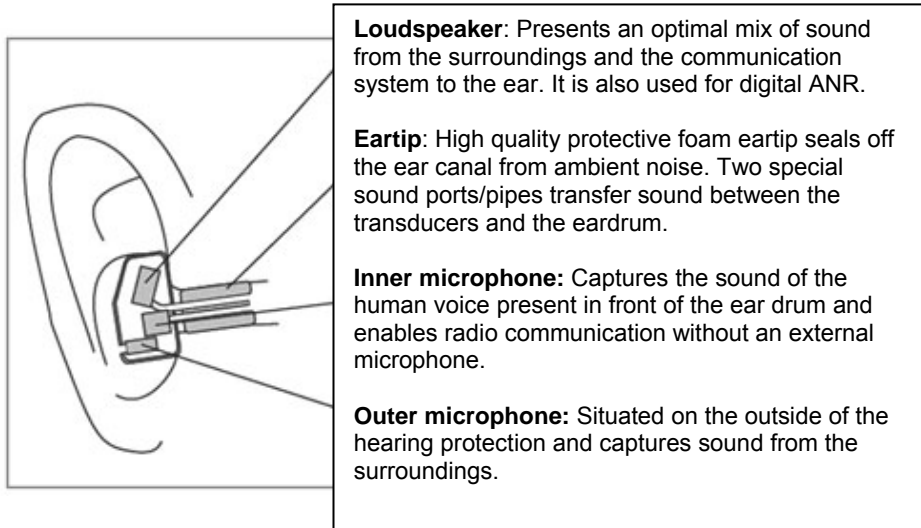 Loudspeaker: Presents an optimal mix of sound
from the surroundings and the communication
system to the ear. It is also used for digital ANR.
Eartip: High quality protective foam eartip seals off
the ear canal from ambient noise. Two special
sound ports/pipes transfer sound between the
transducers and the eardrum.
Inner microphone: Captures the sound of the
human voice present in front of the ear drum and
enables radio communication without an external
microphone.
Outer microphone: Situated on the outside of the
hearing protection and captures sound from the
surroundings.